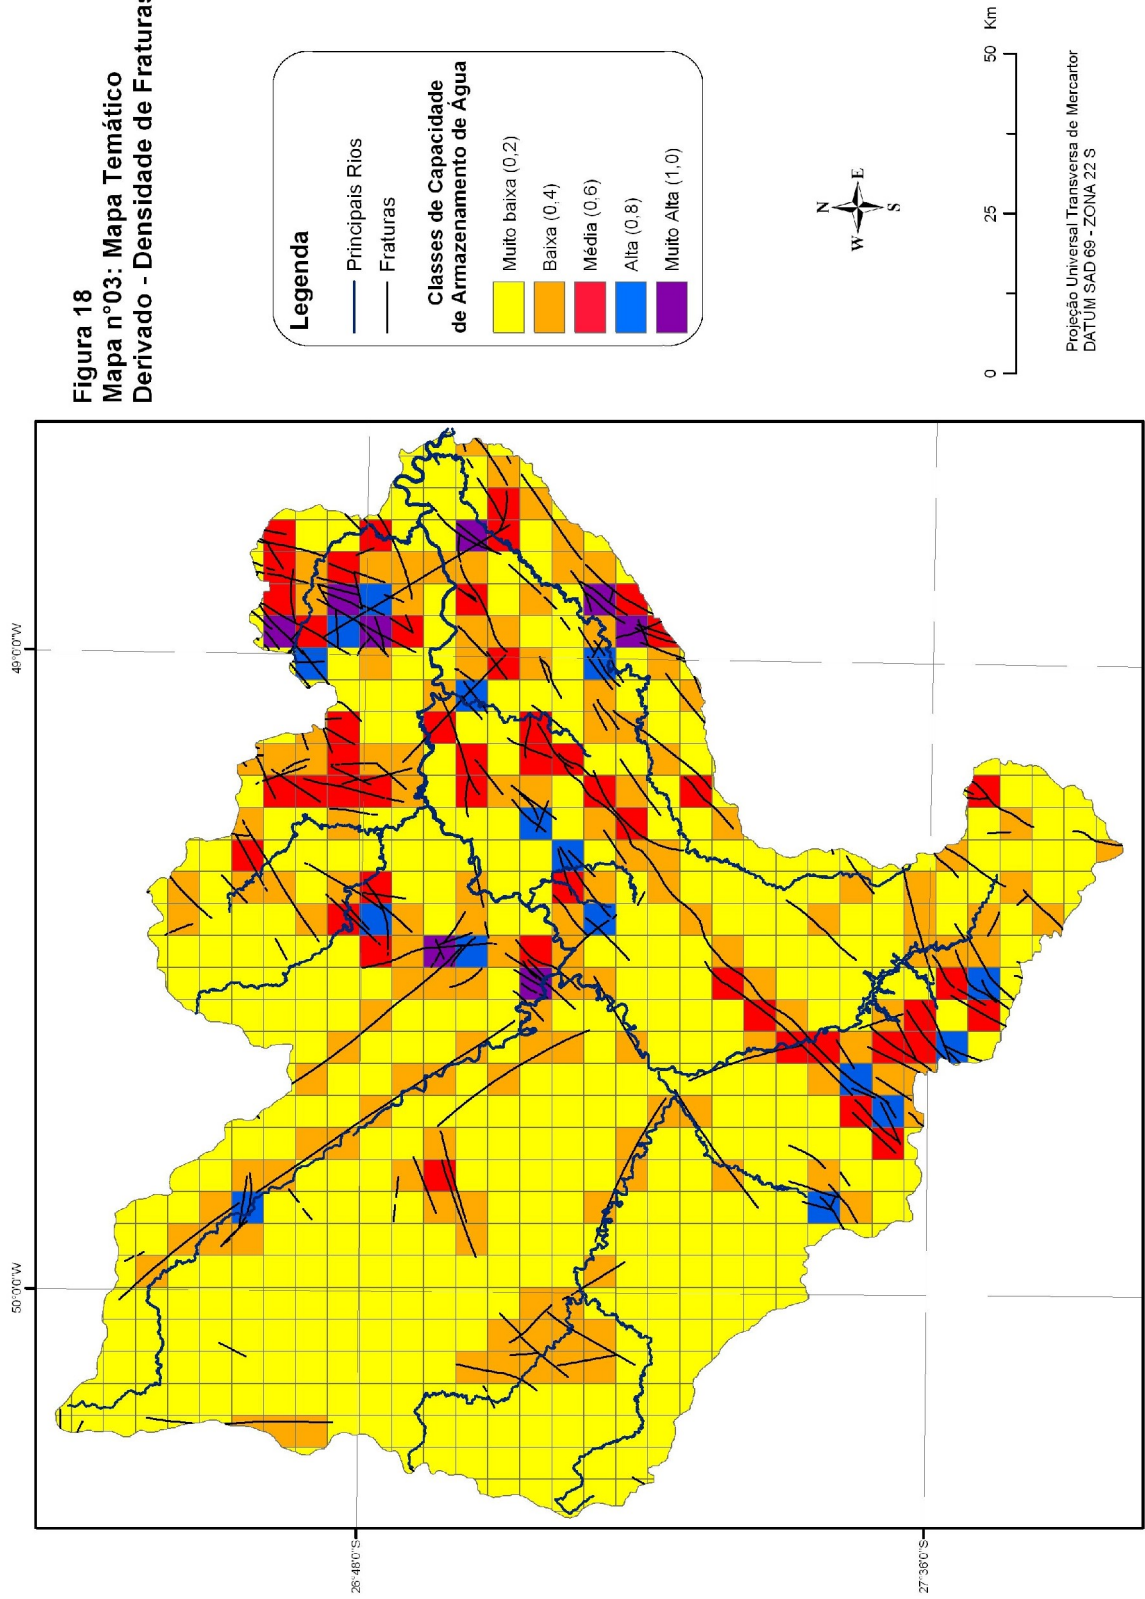 Figura 18
Mapa n°03: Mapa Temático
Derivado - Densidade de Fraturas
Legenda
Principais Rios
Fraturas
Classes de Capacidade
de Armazenamento de Água
Muito baixa (0,2)
Baixa (0,4)
Média (0,6)
Alta (0,8)
Muito Alta (1,0)
N
W
E
S
0
25
50
Km
Projeção Universal Transversa de Mercartor
DATUM SAD 69 - ZONA 22 S
50°0'0"W
49°0'0"W
26°48'0"S
27°36'0"S